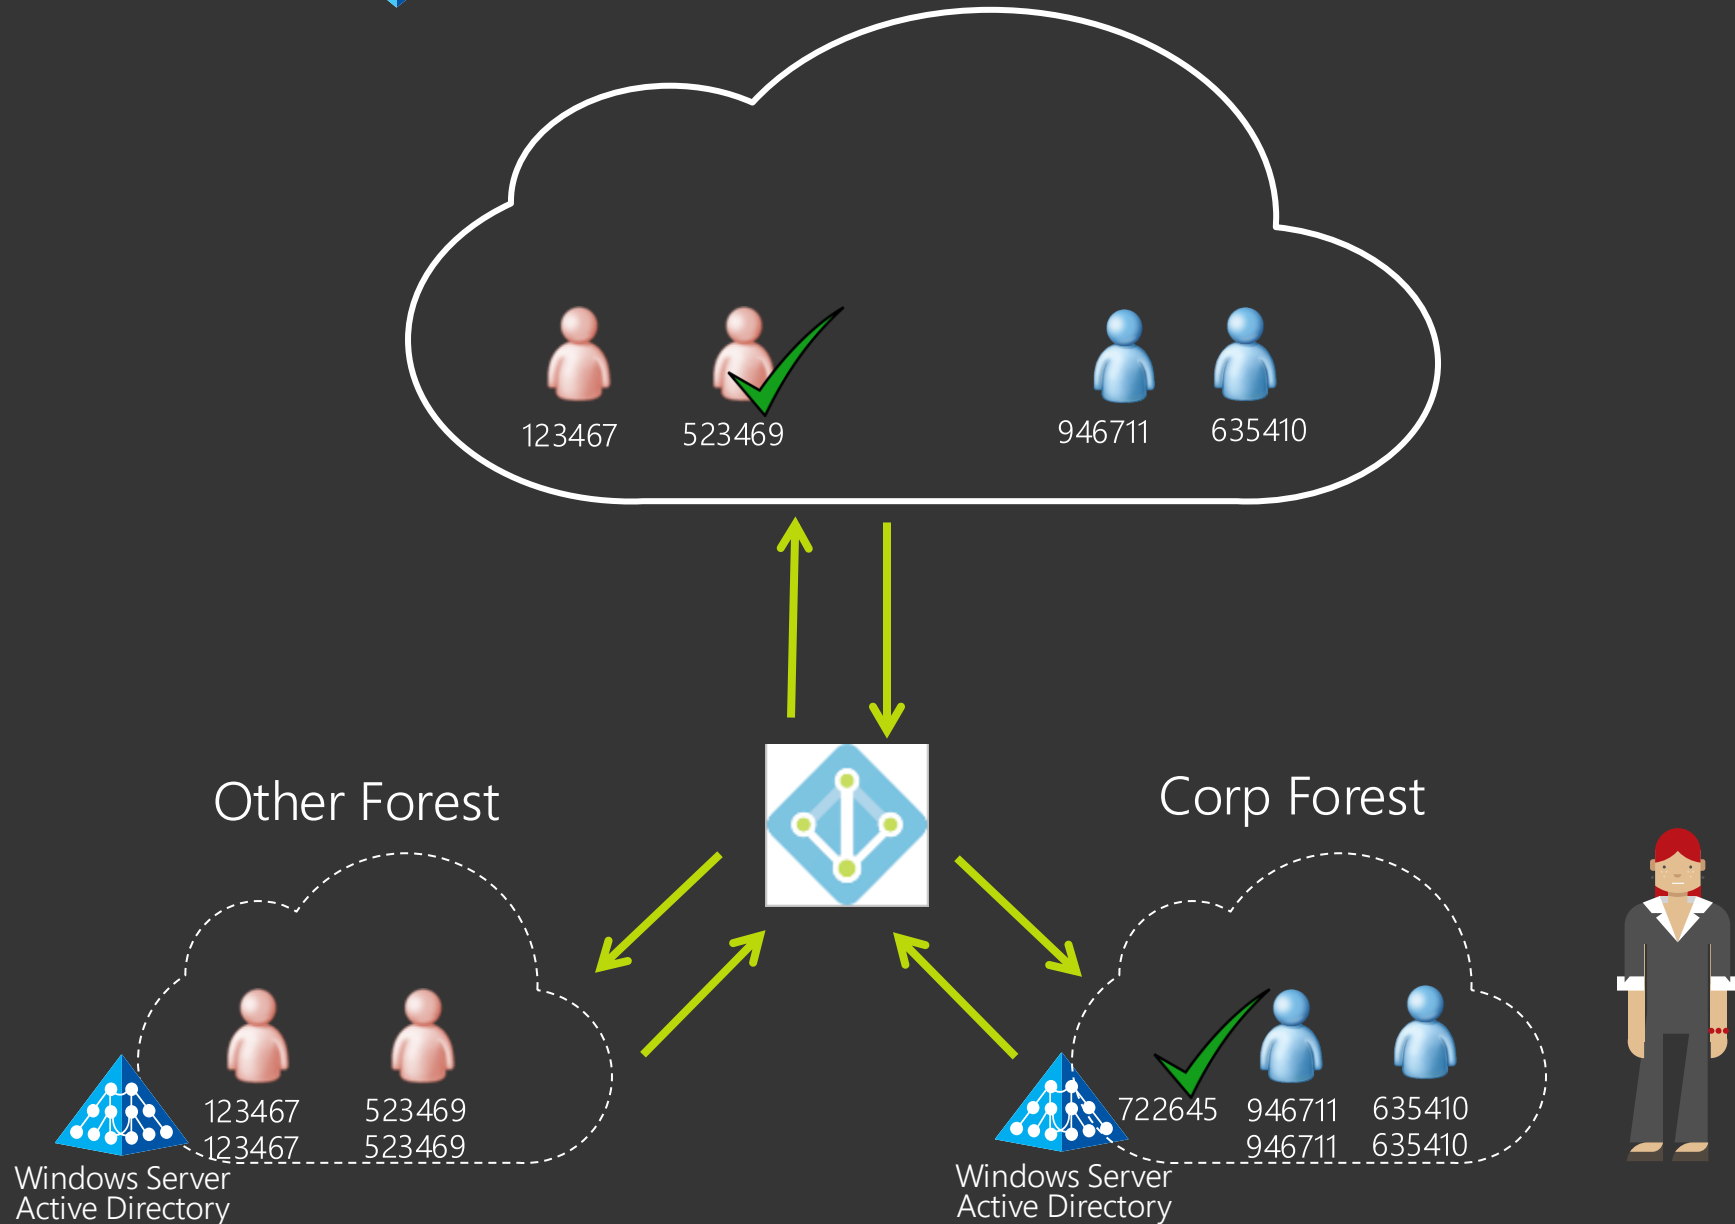 123467 523469 946711 635410
Other Forest
Corp Forest
123467 523469
123467 523469
Windows Server
Active Directory
722645 946711 635410
946711 635410
Windows Server
Active Directory